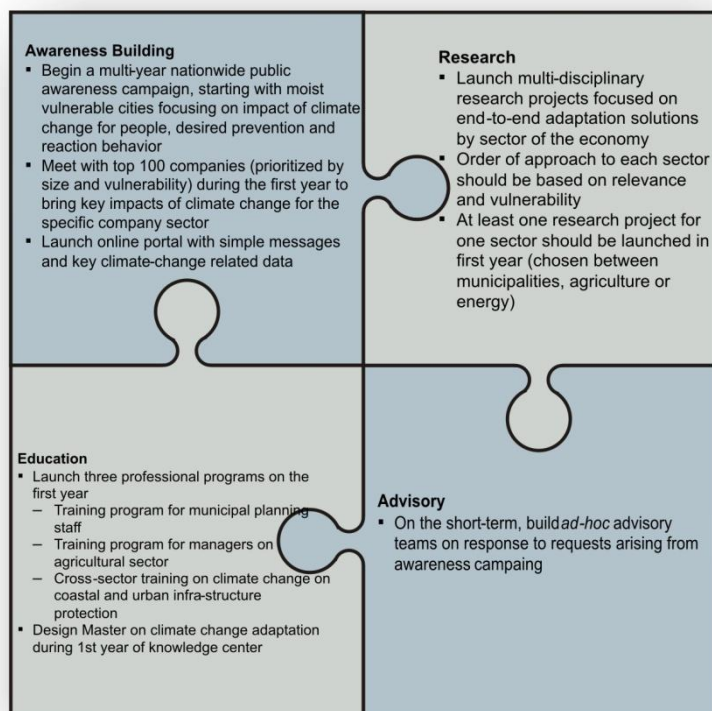 Awareness Building
▪ Begin a multi-year nationwide public
awareness campaign, starting with moist
vulnerable cities focusing on impact of climate
change for people, desired prevention and
reaction behavior
▪ Meet with top 100 companies (prioritized by
size and vulnerability) during the first year to
bring key impacts of climate change for the
specific company sector
▪ Launch online portal with simple messages
and key climate-change related data
Research
▪ Launch multi-disciplinary
research projects focused on
end-to-end adaptation solutions
by sector of the economy
▪ Order of approach to each sector
should be based on relevance
and vulnerability
▪ At least one research project for
one sector should be launched in
first year (chosen between
municipalities, agriculture or
energy)
Education
▪ Launch three professional programs on the
first year
– Training program for municipal planning
staff
– Training program for managers on
agricultural sector
– Cross-sector training on climate change on
coastal and urban infra-structure
protection
▪ Design Master on climate change adaptation
during 1st year of knowledge center
Advisory
▪ On the short-term, build ad-hoc advisory
teams on response to requests arising from
awareness campaing